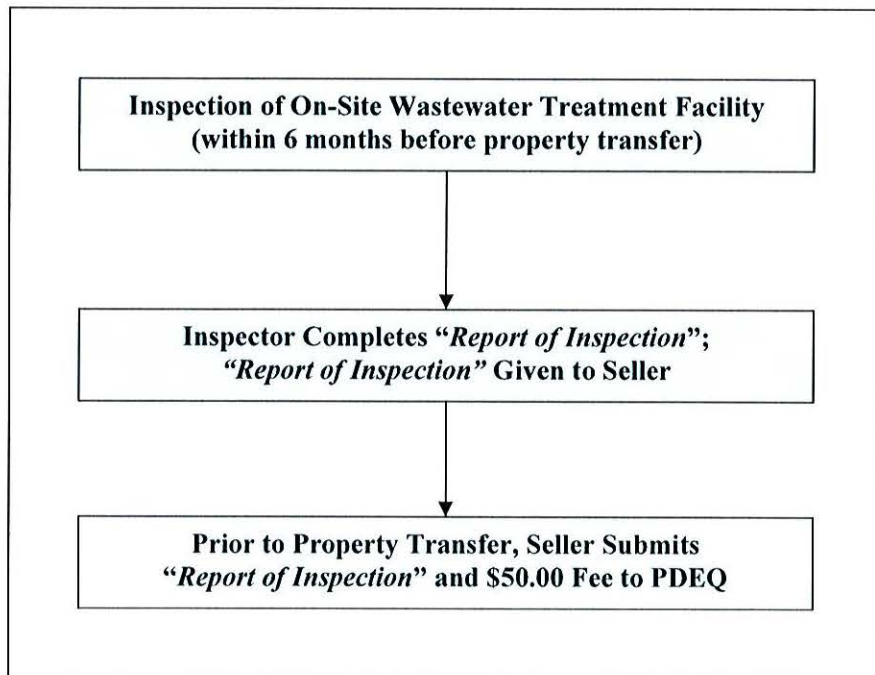 Inspection of On-Site Wastewater Treatment Facility
(within 6 months before property transfer)
Inspector Completes “Report of Inspection”;
“Report of Inspection” Given to Seller
Prior to Property Transfer, Seller Submits
“Report of Inspection” and $50.00 Fee to PDEQ